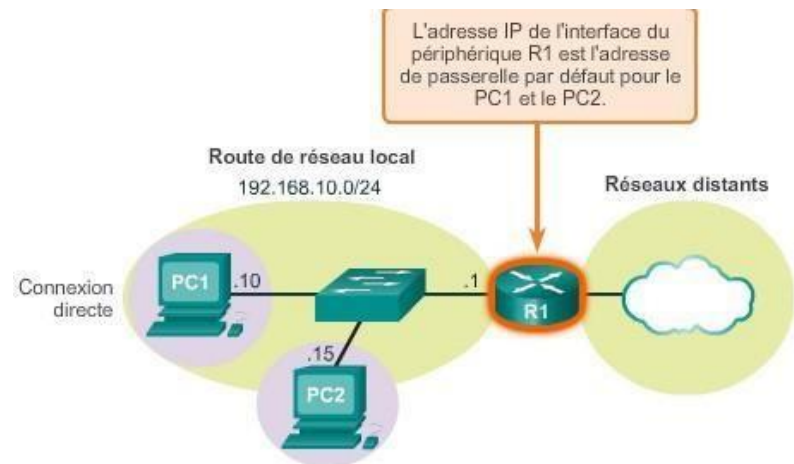 L'adresse IP de l'interface du
périphérique R1 est l'adresse
de passerelle par défaut pour le
PC1 et le PC2.
Route de réseau local
192.168.10.0/24
Réseaux distants
Connexion
directe
PC1
.10
.1
R1
.15
PC2